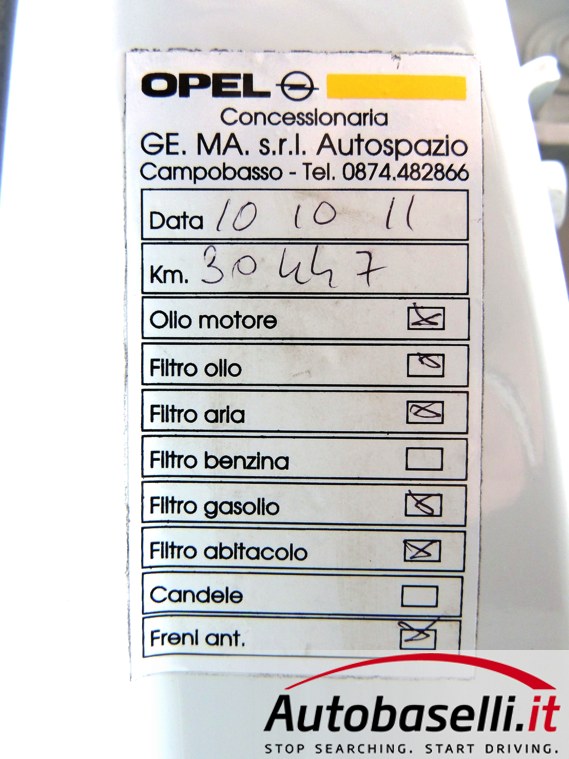 OPEL
Concessionaria
GE. MA. s.r.l. Autospazio
Campobasso - Tel. 0874.482866
Data 10 10 11
Km. 30447
Olio motore
Filtro olio
Filtro aria
Filtro benzina
Filtro gasolio
Filtro abitacolo
Candele
Freni ant.
Autobaselli.it
STOP SEARCHING. START DRIVING.